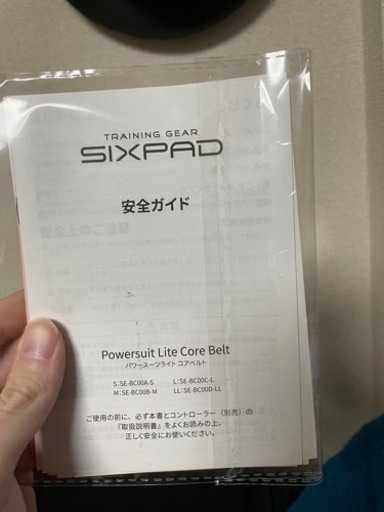 TRAINING GEAR
SIXPAD
安全ガイド
Powersuit Lite Core Belt
パワースーツライト コアベルト
S：SE-BC00A-S L：SE-BC00C-L
M：SE-BC00B-M LL：SE-BC00D-LL
ご使用の前に、必ず本書とコントローラー（別売）の
『取扱説明書』をよくお読みの上、
正しく安全にお使いください。